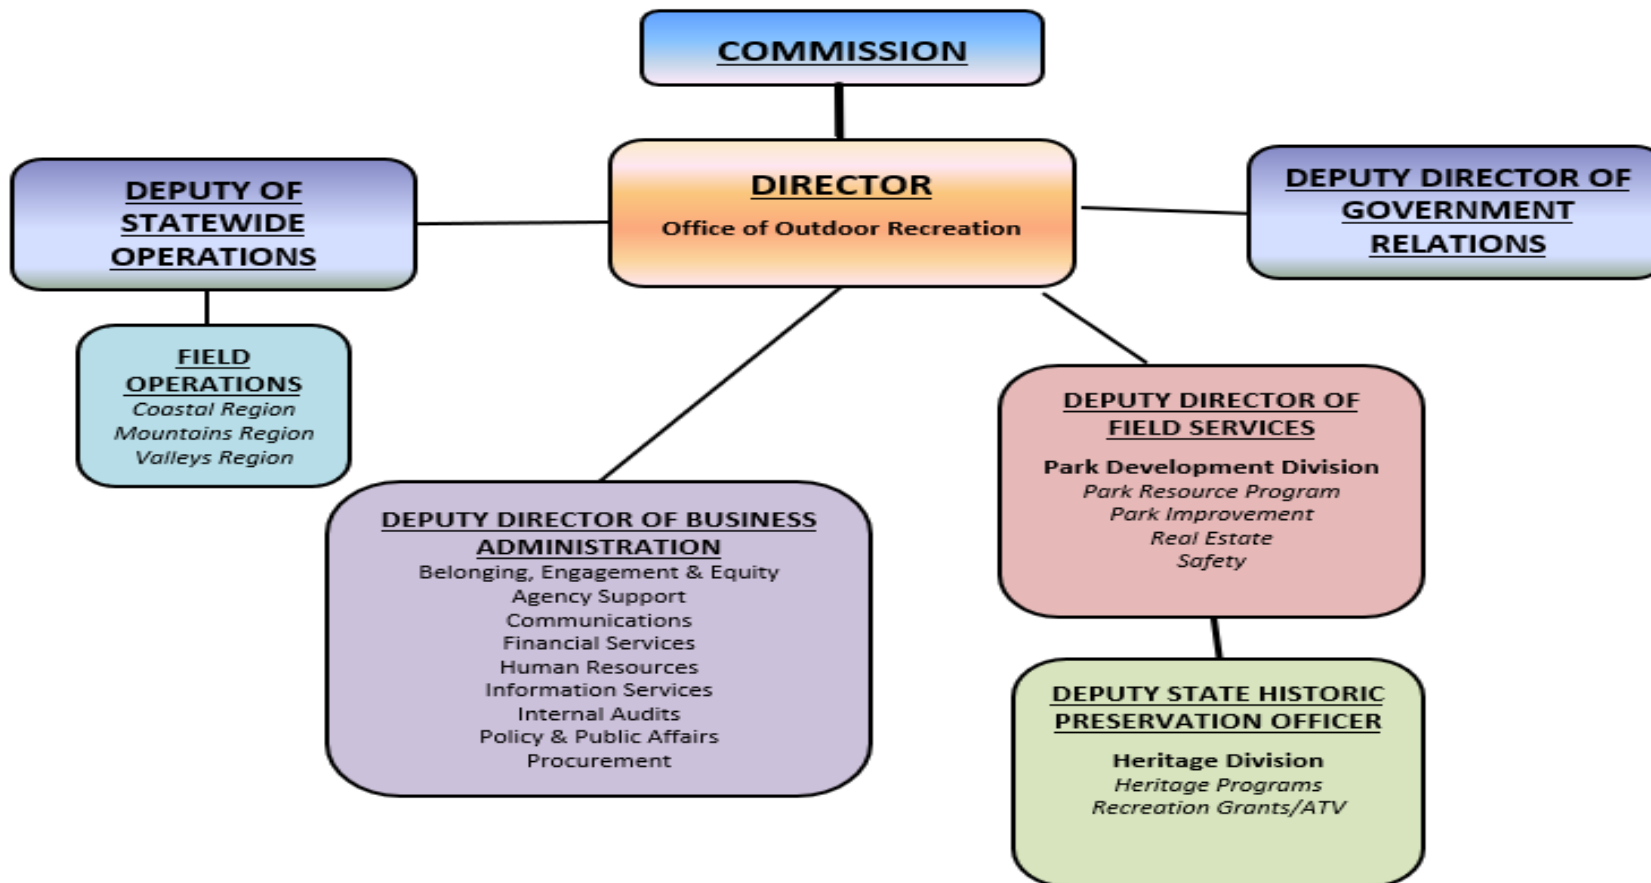 COMMISSION
DIRECTOR
Office of Outdoor Recreation
DEPUTY OF
STATEWIDE
OPERATIONS
DEPUTY DIRECTOR OF
GOVERNMENT
RELATIONS
FIELD
OPERATIONS
Coastal Region
Mountains Region
Valleys Region
DEPUTY DIRECTOR OF
FIELD SERVICES
Park Development Division
Park Resource Program
Park Improvement
Real Estate
Safety
DEPUTY DIRECTOR OF BUSINESS
ADMINISTRATION
Belonging, Engagement & Equity
Agency Support
Communications
Financial Services
Human Resources
Information Services
Internal Audits
Policy & Public Affairs
Procurement
DEPUTY STATE HISTORIC
PRESERVATION OFFICER
Heritage Division
Heritage Programs
Recreation Grants/ATV